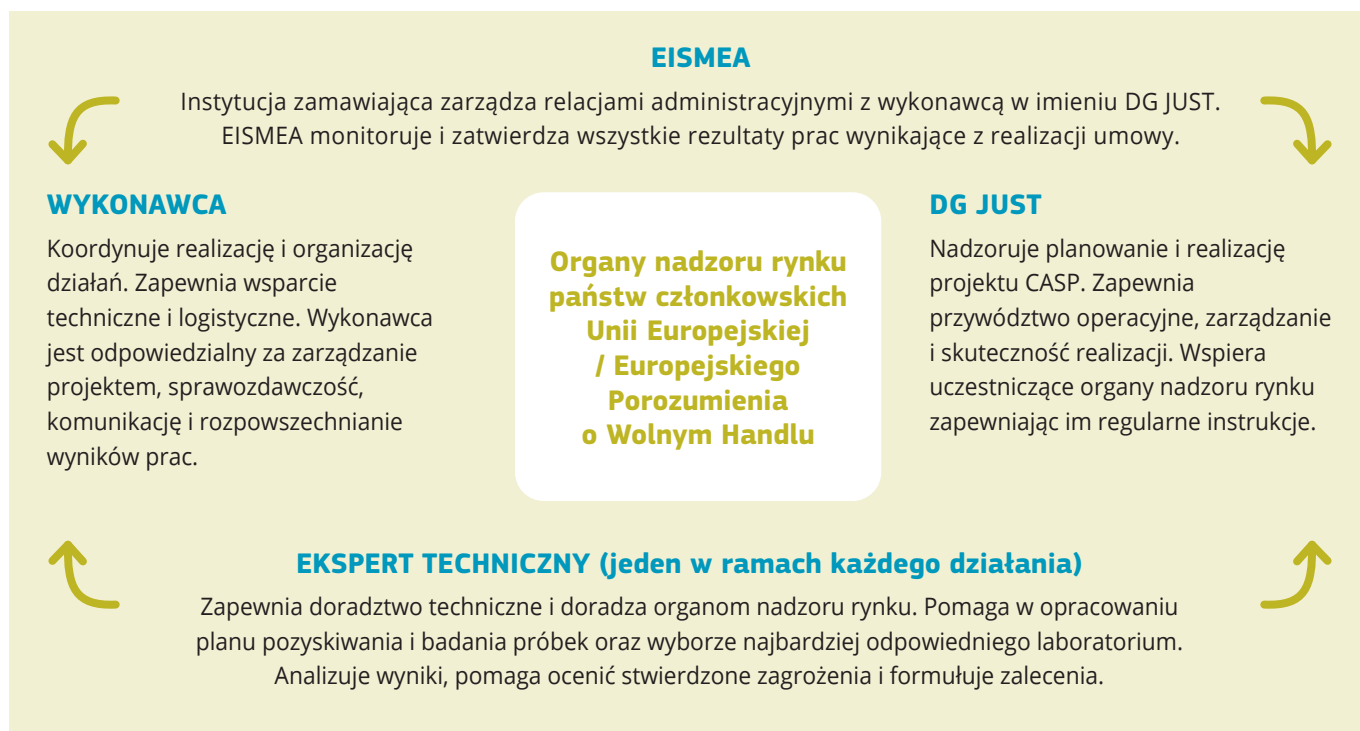 EISMEA
Instytucja zamawiająca zarządza relacjami administracyjnymi z wykonawcą w imieniu DG JUST.
EISMEA monitoruje i zatwierdza wszystkie rezultaty prac wynikające z realizacji umowy.
WYKONAWCA
Koordynuje realizację i organizację
działań. Zapewnia wsparcie
techniczne i logistyczne. Wykonawca
jest odpowiedzialny za zarządzanie
projektem, sprawozdawczość,
komunikację i rozpowszechnianie
wyników prac.
Organy nadzoru rynku
państw członkowskich
Unii Europejskiej
/ Europejskiego
Porozumienia
o Wolnym Handlu
DG JUST
Nadzoruje planowanie i realizację
projektu CASP. Zapewnia
przywództwo operacyjne, zarządzanie
i skuteczność realizacji. Wspiera
uczestniczące organy nadzoru rynku
zapewniając im regularne instrukcje.
EKSPERT TECHNICZNY (jeden w ramach każdego działania)
Zapewnia doradztwo techniczne i doradza organom nadzoru rynku. Pomaga w opracowaniu
planu pozyskiwania i badania próbek oraz wyborze najbardziej odpowiedniego laboratorium.
Analizuje wyniki, pomaga ocenić stwierdzone zagrożenia i formułuje zalecenia.